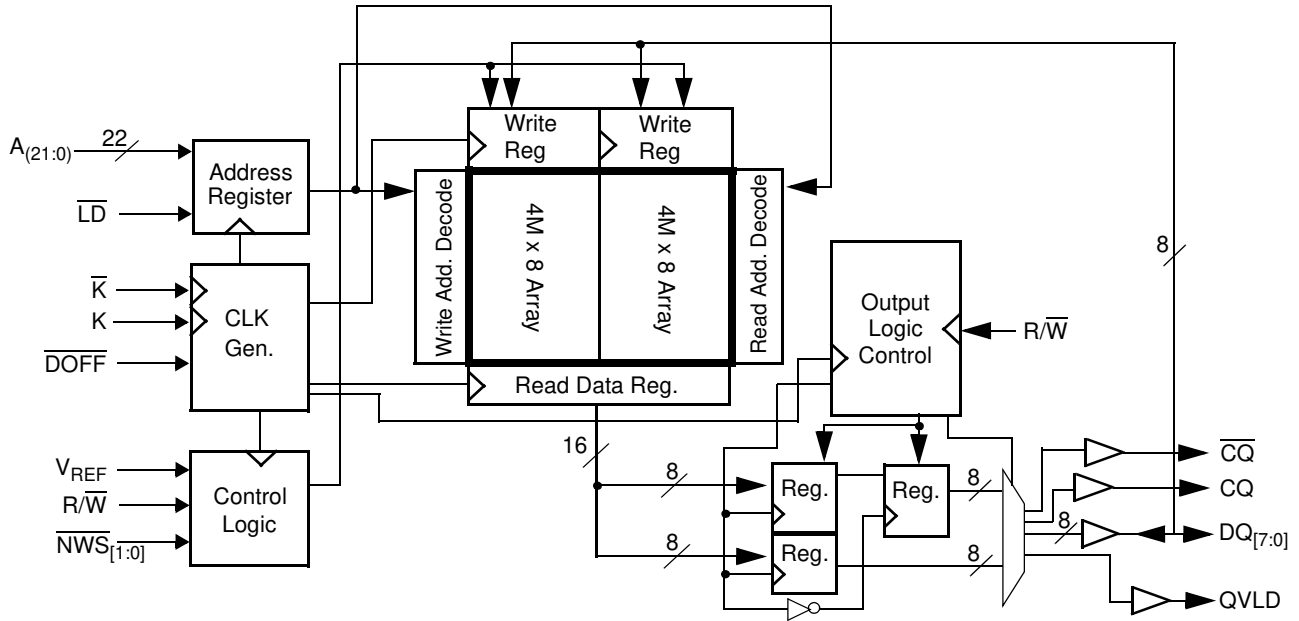 A(21:0)
22
LD
Address
Register
K
K
DOFF
CLK
Gen.
VREF
R/W
NWS[1:0]
Control
Logic
Write
Reg
Write
Reg
Write Add. Decode
4M x 8 Array
4M x 8 Array
Read Add. Decode
Read Data Reg.
Output
Logic
Control
R/W
8
16
8
8
Reg.
Reg.
Reg.
8
8
8
CQ
CQ
DQ[7:0]
QVLD